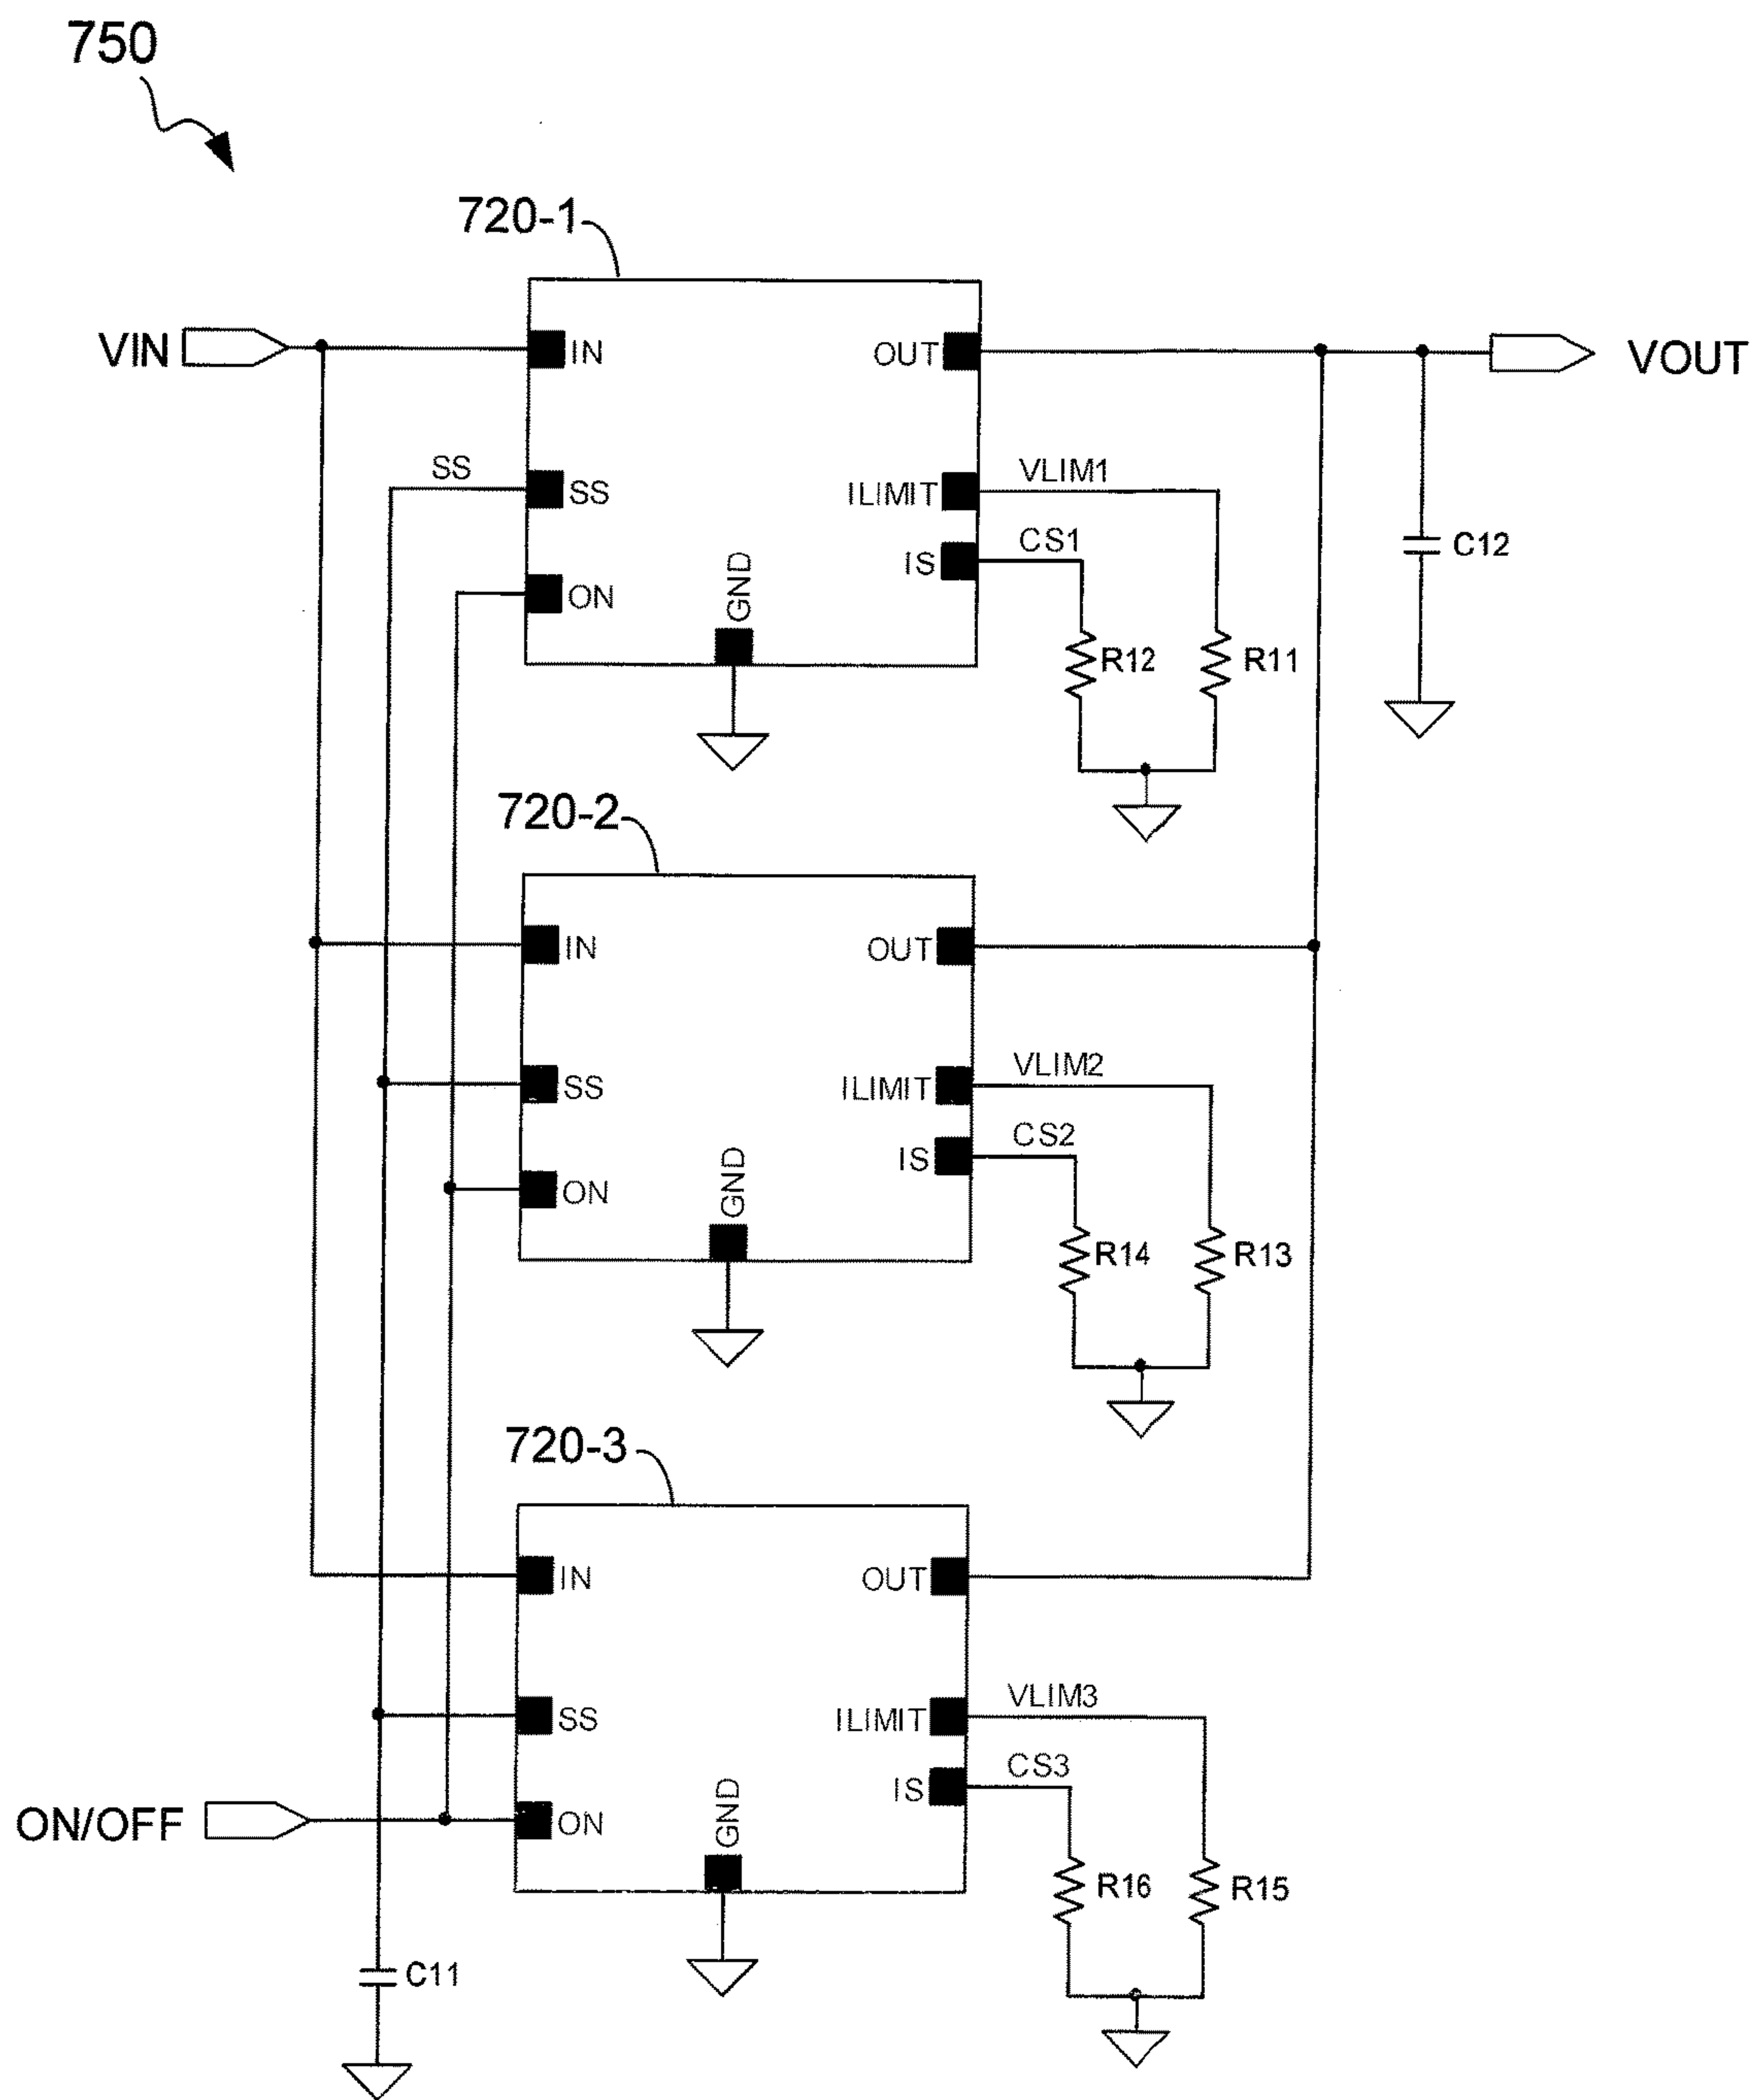 750
720-1
VIN
IN
OUT
VOUT
SS
SS
ILIMIT
VLIM1
IS
CS1
C12
ON
GND
R12
R11
720-2
IN
OUT
SS
ILIMIT
VLIM2
IS
CS2
ON
GND
R14
R13
720-3
IN
OUT
SS
ILIMIT
VLIM3
IS
CS3
ON/OFF
ON
GND
R16
R15
C11